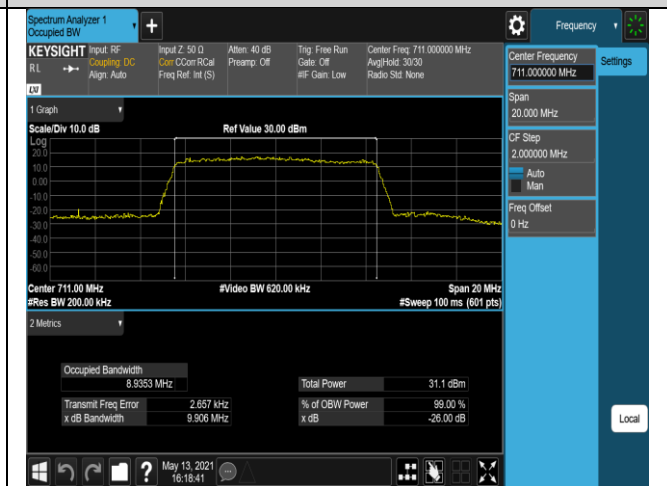 Spectrum Analyzer 1
Occupied BW
Frequency
KEYSIGHT
RL
Input: RF
Coupling: DC
Align: Auto
Input Z: 50 Ω
Corr CCorr RCal
Freq Ref: Int (S)
Atten: 40 dB
Preamp: Off
Trig: Free Run
Gate: Off
#IF Gain: Low
Center Freq: 711.000000 MHz
Avg|Hold: 30/30
Radio Std: None
LXI
Center Frequency
711.000000 MHz
Settings
Span
20.000 MHz
CF Step
2.000000 MHz
Auto
Man
Freq Offset
0 Hz
1 Graph
Scale/Div 10.0 dB
Ref Value 30.00 dBm
Log
20.0
10.0
0.00
-10.0
-20.0
-30.0
-40.0
-50.0
-60.0
Center 711.00 MHz
#Video BW 620.00 kHz
Span 20 MHz
#Res BW 200.00 kHz
#Sweep 100 ms (601 pts)
2 Metrics
Occupied Bandwidth
8.9353 MHz
Total Power
31.1 dBm
Transmit Freq Error
2.657 kHz
% of OBW Power
99.00 %
x dB Bandwidth
9.906 MHz
x dB
-26.00 dB
Local
?
May 13, 2021
16:18:41